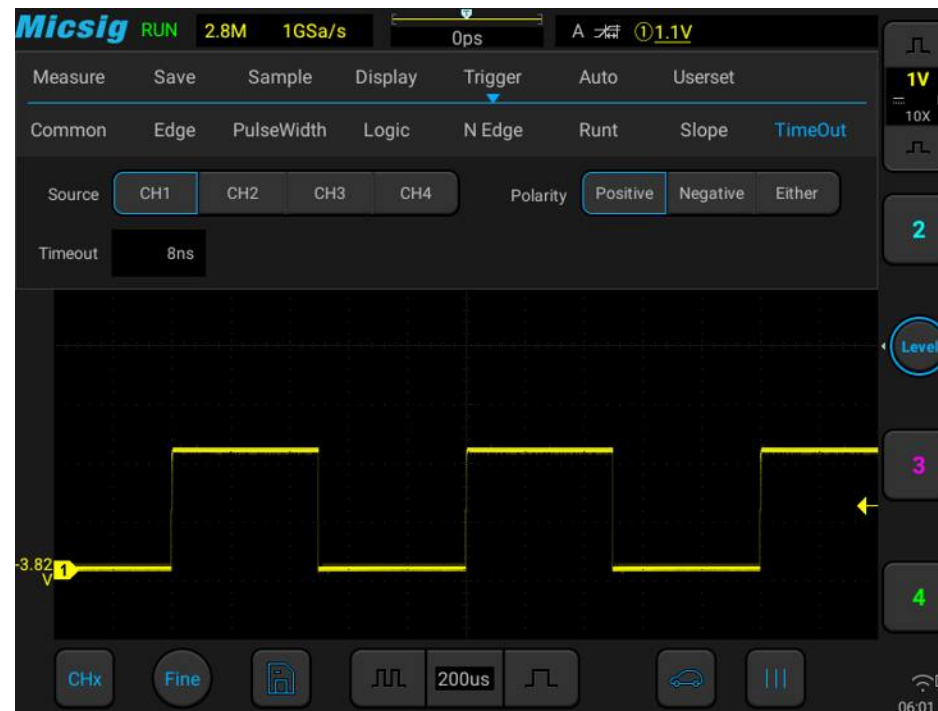 Micsig RUN 2.8M 1GSa/s 0ps A ①1.1V
Measure Save Sample Display Trigger Auto Userset
1V
10X
Common Edge PulseWidth Logic N Edge Runt Slope TimeOut
Source CH1 CH2 CH3 CH4 Polarity Positive Negative Either
2
Timeout 8ns
Level
3
-3.82
V
1
4
CHx Fine 200us
06:01